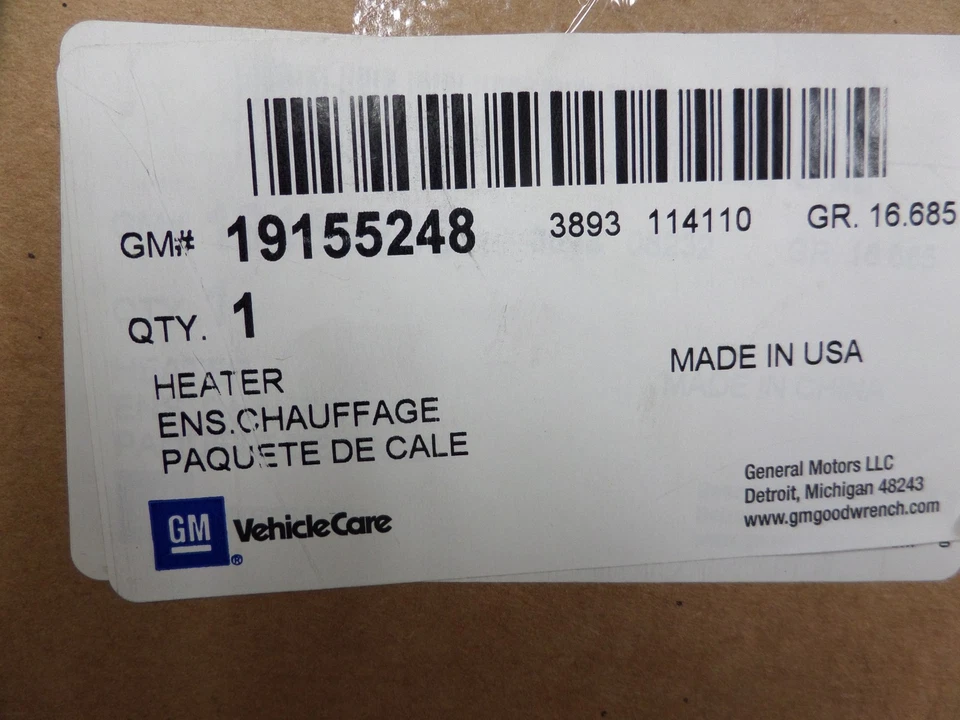 GM# 19155248 3893 114110 GR. 16.685
QTY. 1
MADE IN USA
HEATER
ENS.CHAUFFAGE
PAQUETE DE CALE
General Motors LLC
Detroit, Michigan 48243
www.gmgoodwrench.com
GM VehicleCare
®